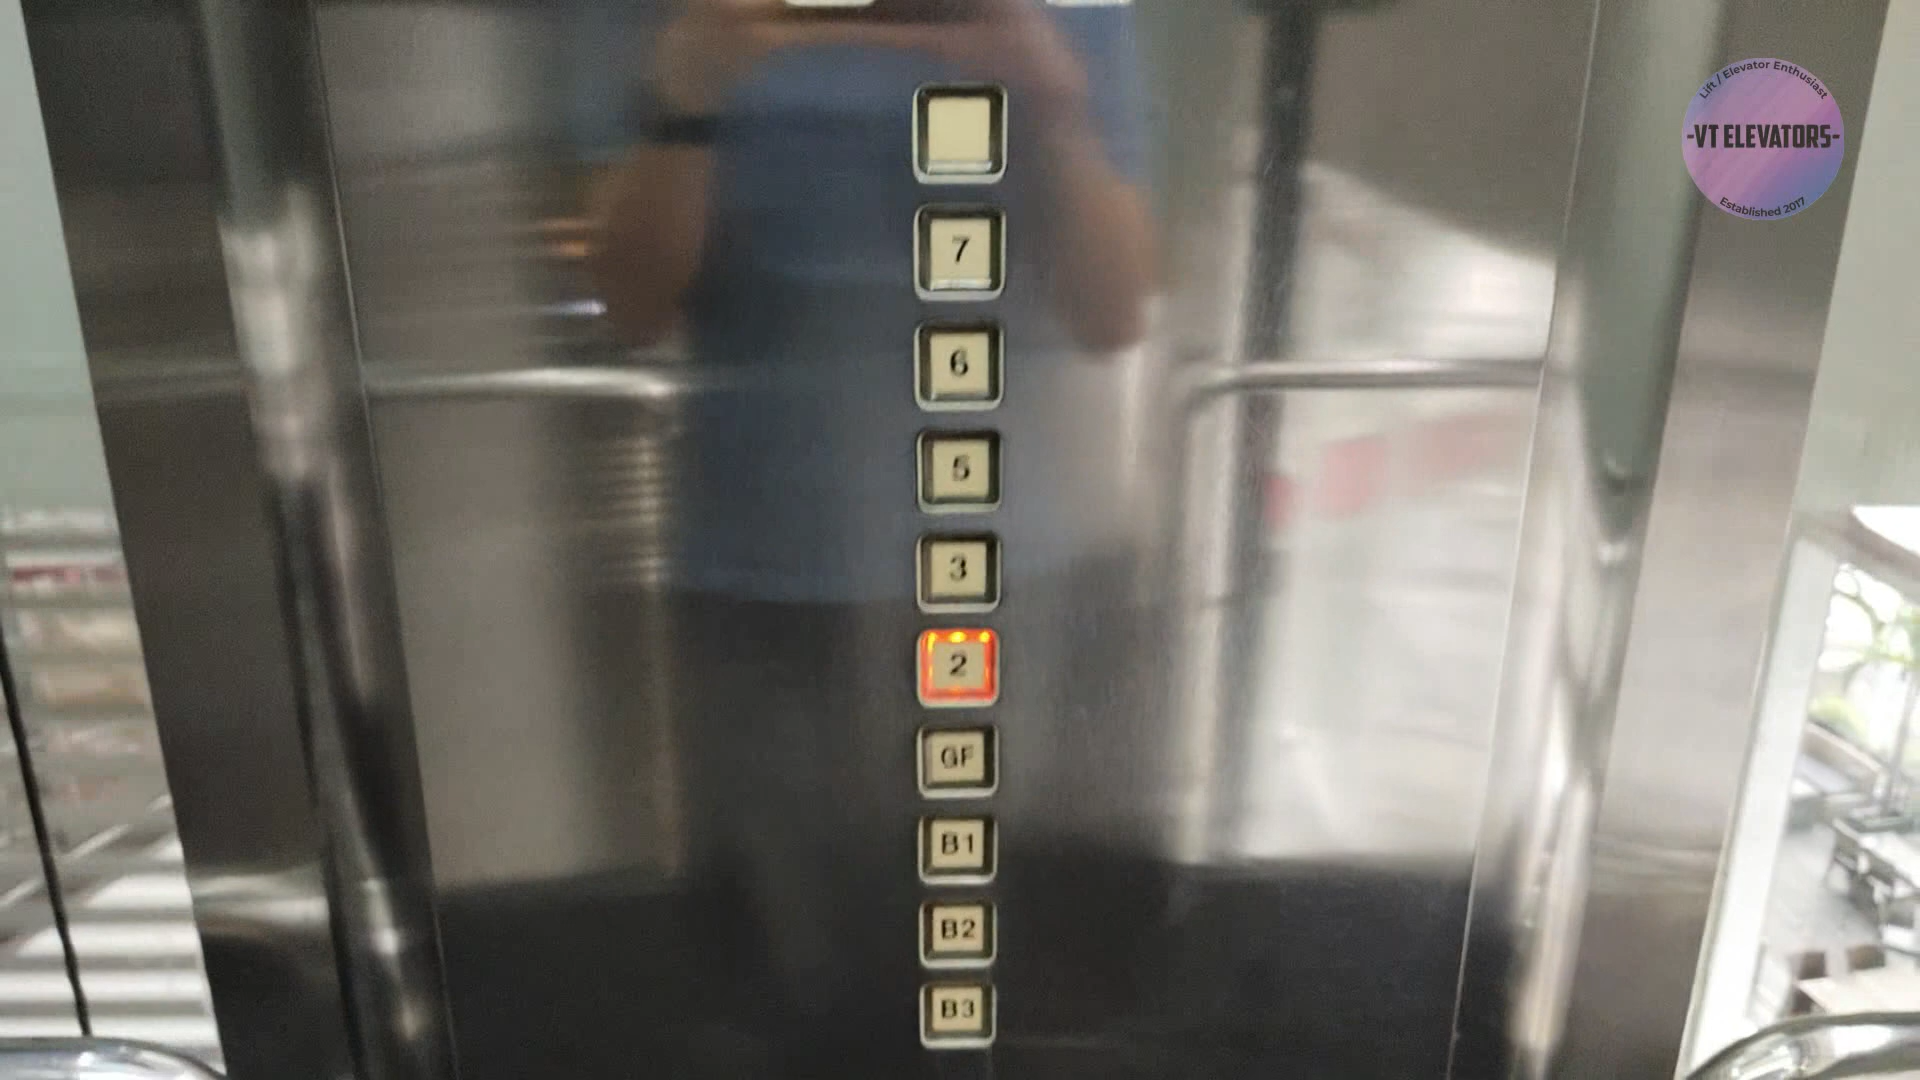 Lift / Elevator Enthusiast
-VT ELEVATORS-
Established 2017
7
6
5
3
2
GF
B1
B2
B3